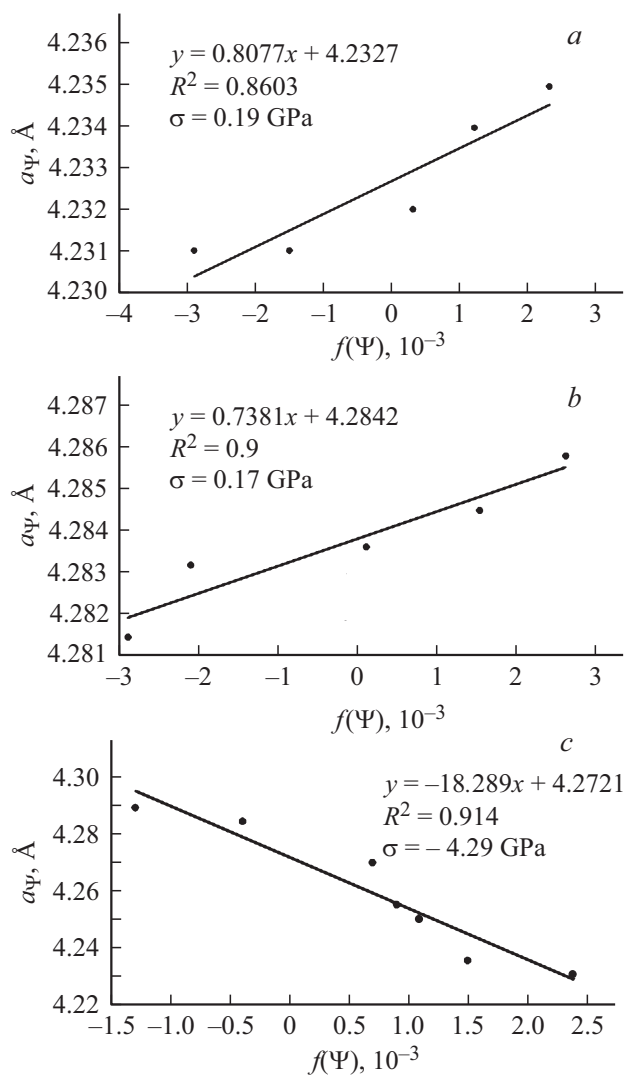 a
y = 0.8077x + 4.2327
R² = 0.8603
σ = 0.19 GPa
aΨ, Å
4.236
4.235
4.234
4.233
4.232
4.231
4.230
–4 –3 –2 –1 0 1 2 3
f(Ψ), 10⁻³
b
y = 0.7381x + 4.2842
R² = 0.9
σ = 0.17 GPa
aΨ, Å
4.287
4.286
4.285
4.284
4.283
4.282
4.281
–3 –2 –1 0 1 2 3
f(Ψ), 10⁻³
c
y = –18.289x + 4.2721
R² = 0.914
σ = – 4.29 GPa
aΨ, Å
4.30
4.28
4.26
4.24
4.22
–1.5 –1.0 –0.5 0 0.5 1.0 1.5 2.0 2.5
f(Ψ), 10⁻³